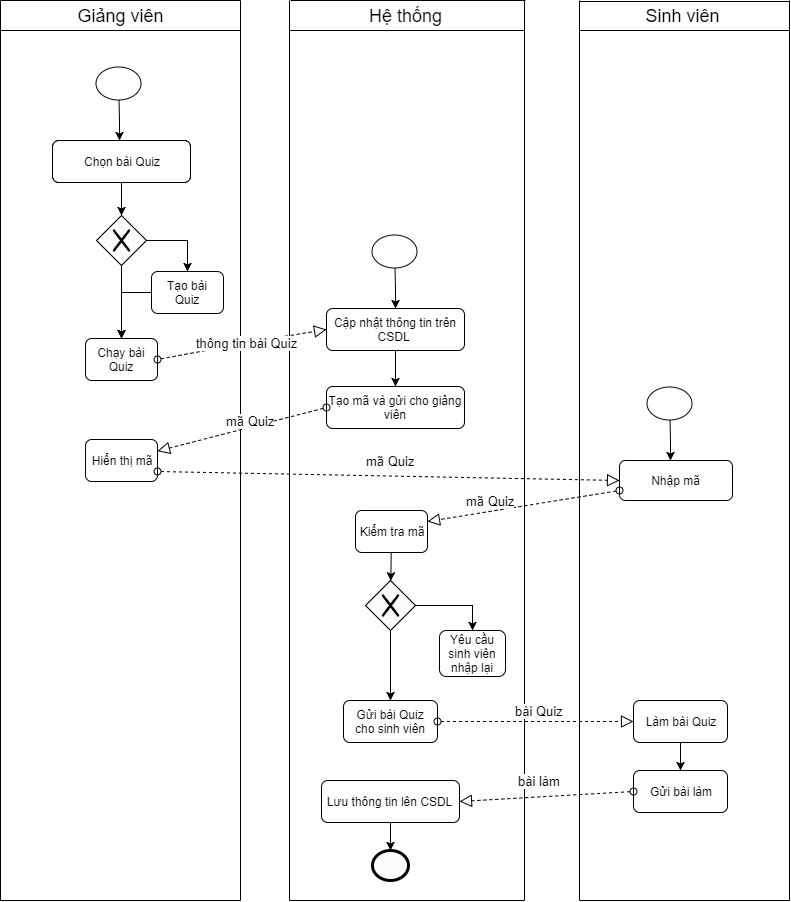 Giảng viên
Hệ thống
Sinh viên
Chọn bài Quiz
Tạo bài
Quiz
Chạy bài
Quiz
thông tin bài Quiz
Cập nhật thông tin trên
CSDL
Tạo mã và gửi cho giảng
viên
mã Quiz
Hiển thị mã
mã Quiz
Nhập mã
mã Quiz
Kiểm tra mã
Yêu cầu
sinh viên
nhập lại
Gửi bài Quiz
cho sinh viên
bài Quiz
Làm bài Quiz
Gửi bài làm
bài làm
Lưu thông tin lên CSDL